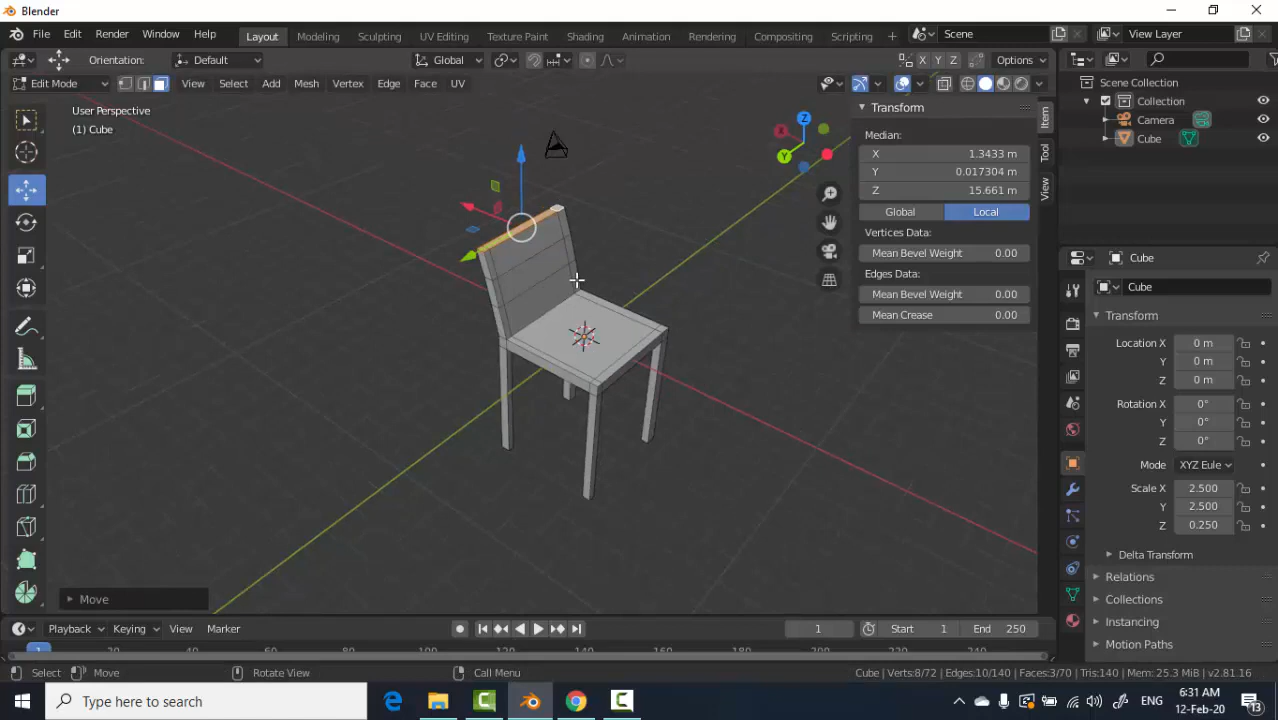 Blender
File Edit Render Window Help Layout Modeling Sculpting UV Editing Texture Paint Shading Animation Rendering Compositing Scripting Scene View Layer
Orientation: Default Global X Y Z Options
Edit Mode View Select Add Mesh Vertex Edge Face UV
User Perspective
(1) Cube
Z
X
Y
Transform
Median:
X 1.3433 m
Y 0.017304 m
Z 15.661 m
Global Local
Vertices Data:
Mean Bevel Weight 0.00
Edges Data:
Mean Bevel Weight 0.00
Mean Crease 0.00
Item
Tool
View
Scene Collection
Collection
Camera
Cube
Cube
Cube
Transform
Location X 0 m
Y 0 m
Z 0 m
Rotation X 0°
Y 0°
Z 0°
Mode XYZ Eule
Scale X 2.500
Y 2.500
Z 0.250
Delta Transform
Relations
Collections
Instancing
Motion Paths
Move
Playback Keying View Marker 1 Start 1 End 250
Select Move Rotate View Call Menu Cube | Verts:8/72 | Edges:10/140 | Faces:3/70 | Tris:140 | Mem: 25.3 MiB | v2.81.16
Type here to search ENG 6:31 AM
12-Feb-20 13